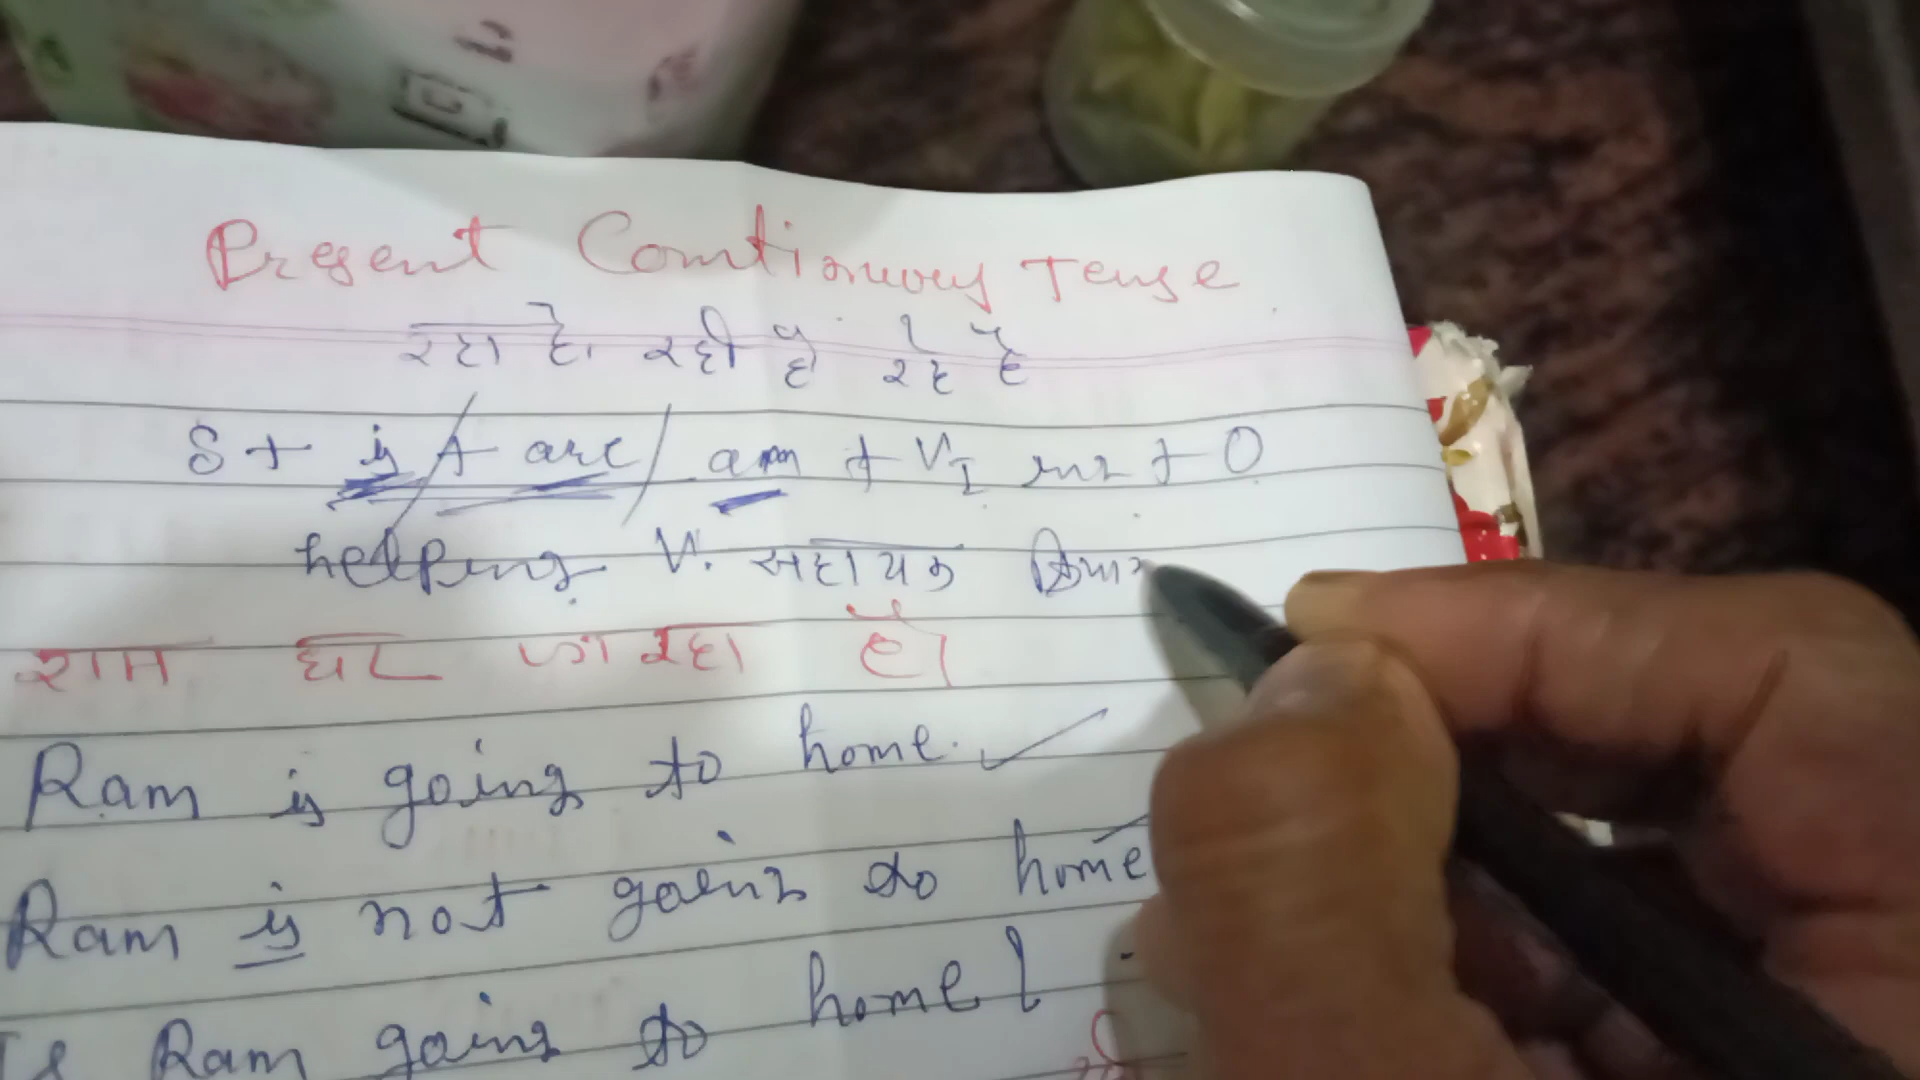 Present Continuous Tense
रहा है, रही है रहे है
S + is / + are / am + V1 ing + O
helping V. सहायक क्रिया
राम घर जा रहा है।
Ram is going to home. ✓
Ram is not going to home
Is Ram going to home